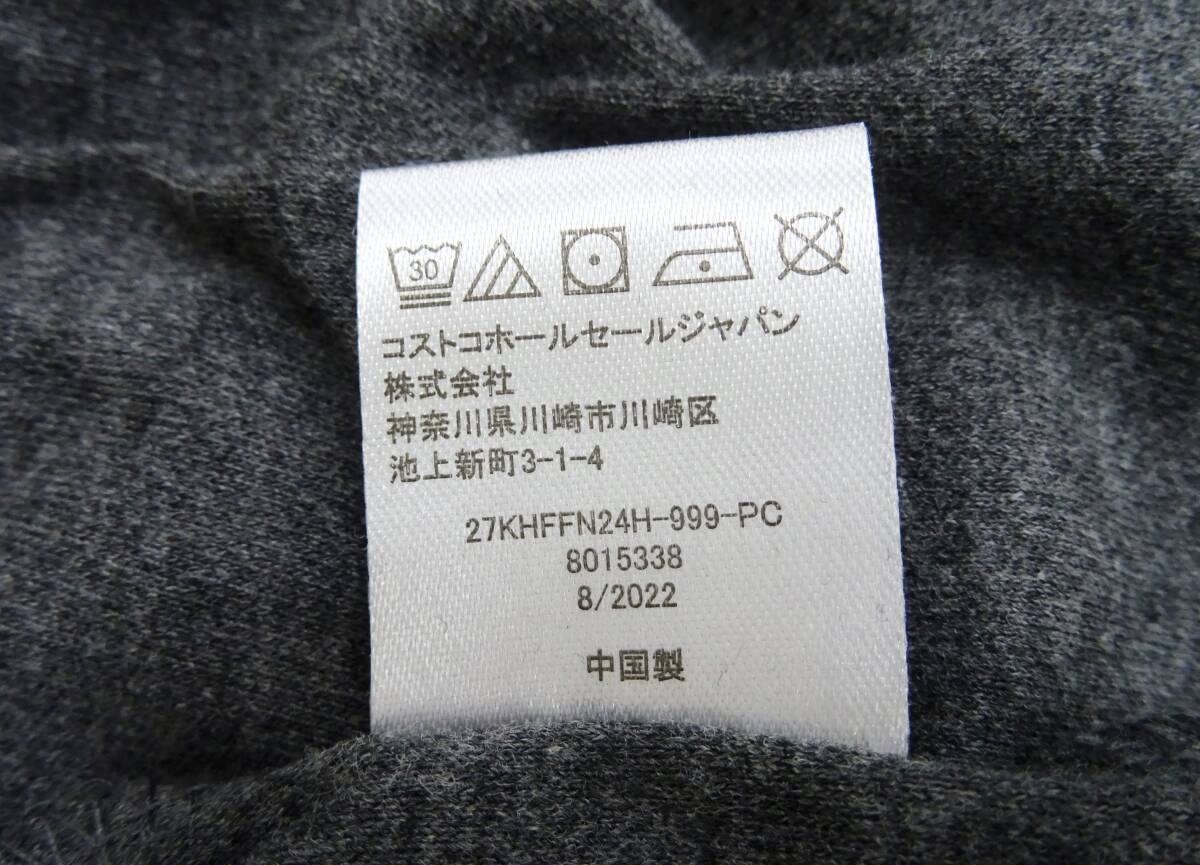 30
コストコホールセールジャパン
株式会社
神奈川県川崎市川崎区
池上新町3-1-4
27KHFFN24H-999-PC
8015338
8/2022
中国製